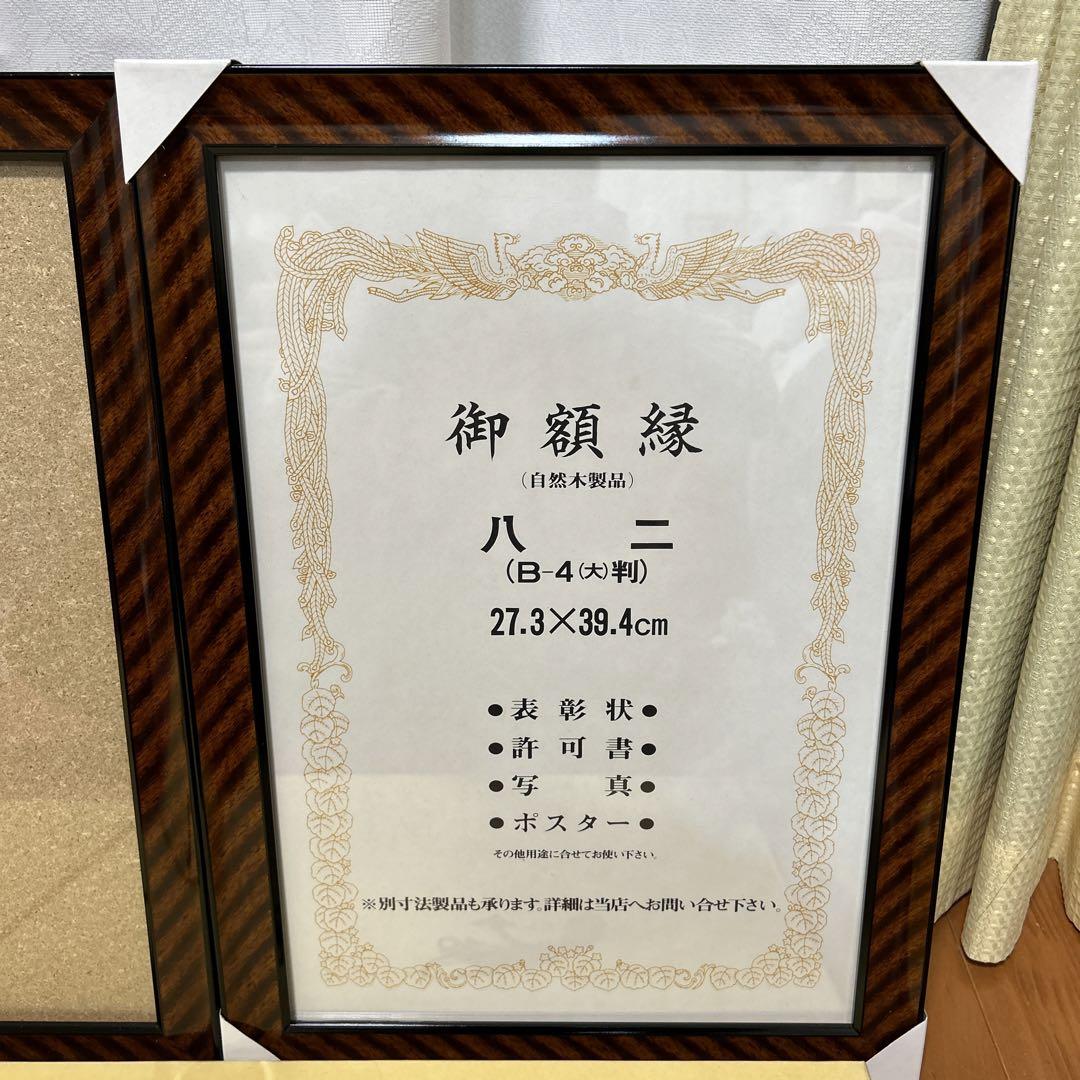 御額縁
(自然木製品)
八二
(B-4(大)判)
27.3×39.4cm
●表彰状●
●許可書●
●写真●
●ポスター●
その他用途に合せてお使い下さい。
※別寸法製品も承ります。詳細は当店へお問い合せ下さい。